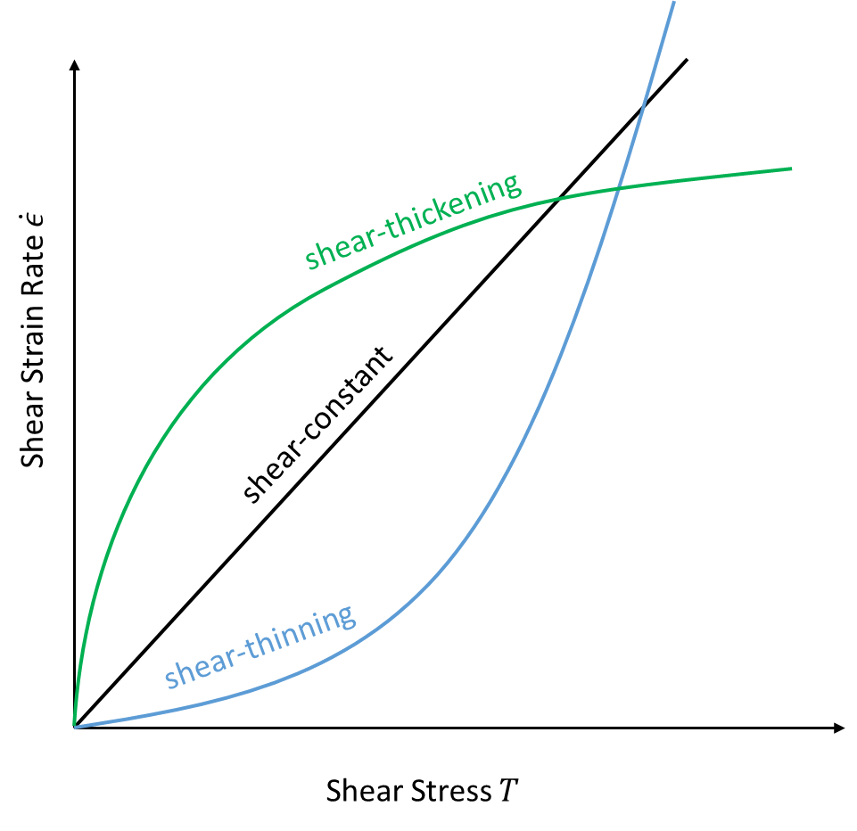 shear-thickening
Shear Strain Rate ϵ̇
shear-constant
shear-thinning
Shear Stress T